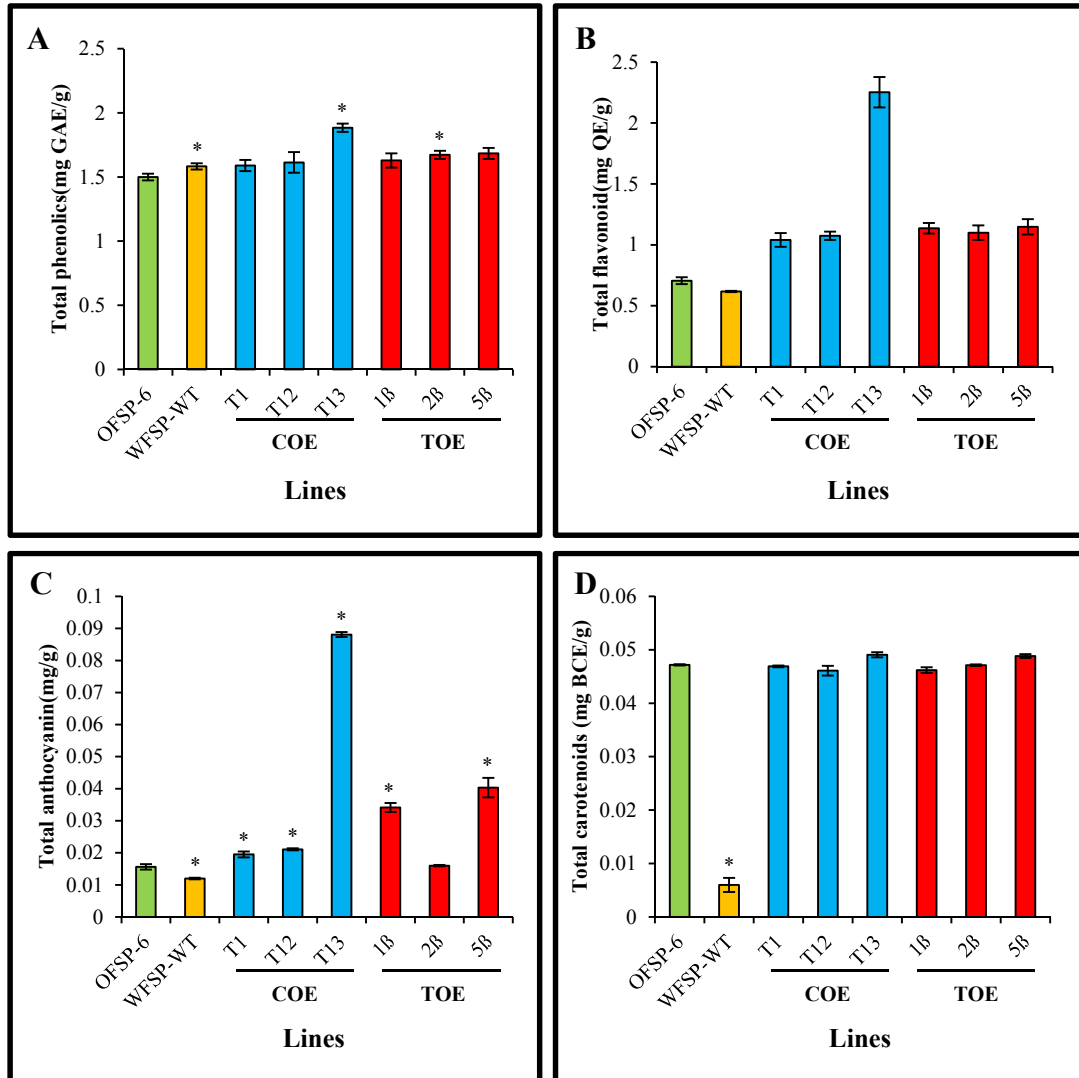 A
Total phenolics(mg GAE/g)
2.5
2
1.5
1
0.5
0
*
*
*
OFSP-6
WFSP-WT
T1
T12
T13
1ß
2ß
5ß
COE
TOE
Lines
B
Total flavonoid(mg QE/g)
2.5
2
1.5
1
0.5
0
OFSP-6
WFSP-WT
T1
T12
T13
1ß
2ß
5ß
COE
TOE
Lines
C
Total anthocyanin(mg/g)
0.1
0.09
0.08
0.07
0.06
0.05
0.04
0.03
0.02
0.01
0
*
*
*
*
*
*
OFSP-6
WFSP-WT
T1
T12
T13
1ß
2ß
5ß
COE
TOE
Lines
D
Total carotenoids (mg BCE/g)
0.06
0.05
0.04
0.03
0.02
0.01
0
*
OFSP-6
WFSP-WT
T1
T12
T13
1ß
2ß
5ß
COE
TOE
Lines